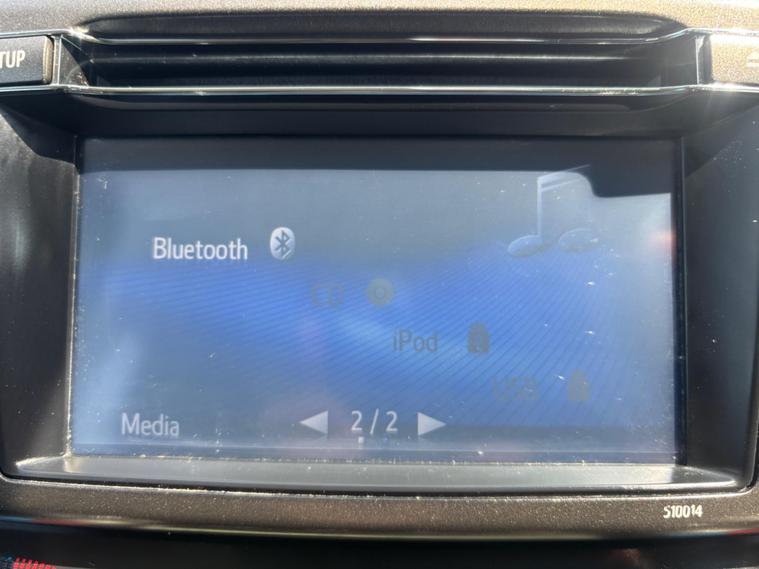 TUP
Bluetooth
CD
iPod
USB
Media
2/2
510014